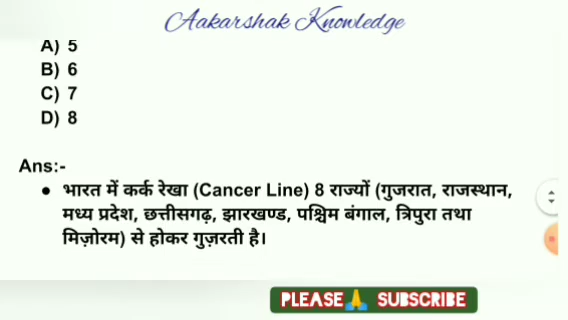 Aakarshak Knowledge
A) 5
B) 6
C) 7
D) 8
Ans:-
● भारत में कर्क रेखा (Cancer Line) 8 राज्यों (गुजरात, राजस्थान,
मध्य प्रदेश, छत्तीसगढ़, झारखण्ड, पश्चिम बंगाल, त्रिपुरा तथा
मिज़ोरम) से होकर गुज़रती है।
PLEASE🙏 SUBSCRIBE